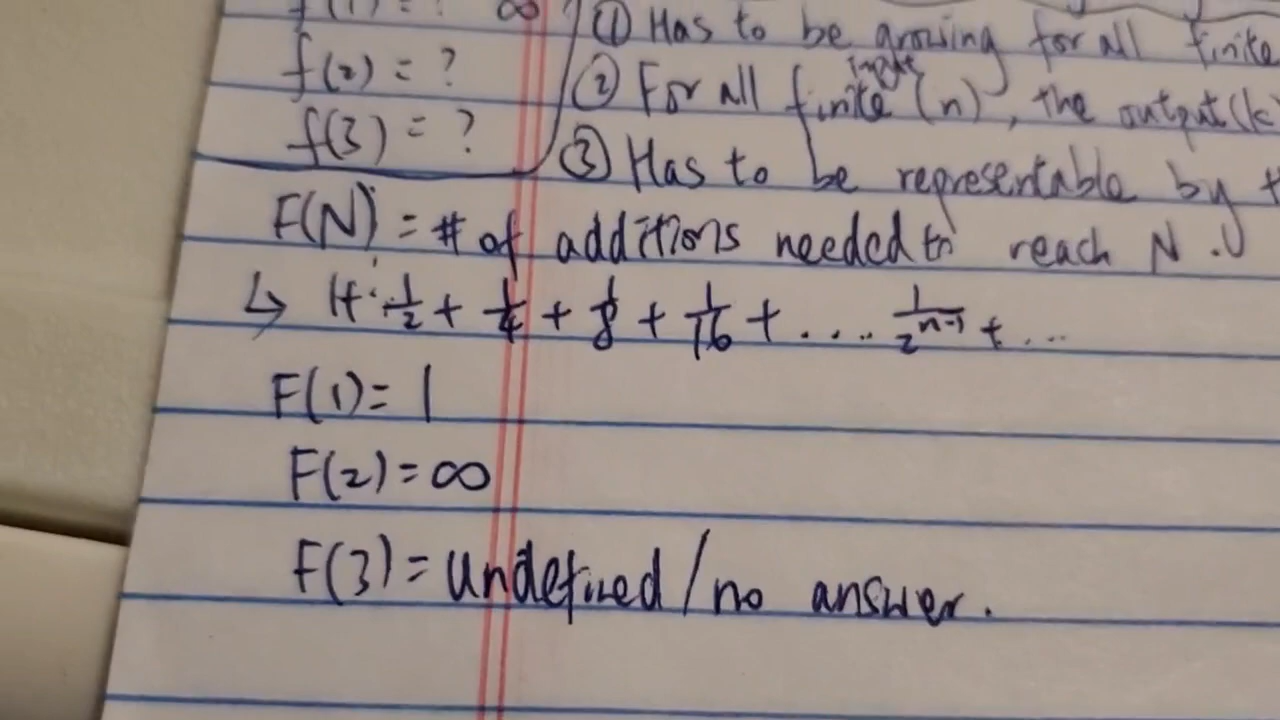 f(1) = ? ∞ ① Has to be growing for all finite
f(2) = ? ② For all finite input (n), the output (k
f(3) = ? ③ Has to be representable by
F(N) = # of additions needed to reach N.
↳ 1 + 1/2 + 1/4 + 1/8 + 1/16 + .... 1/2^(n-1) + ...
F(1) = 1
F(2) = ∞
F(3) = undefined / no answer.